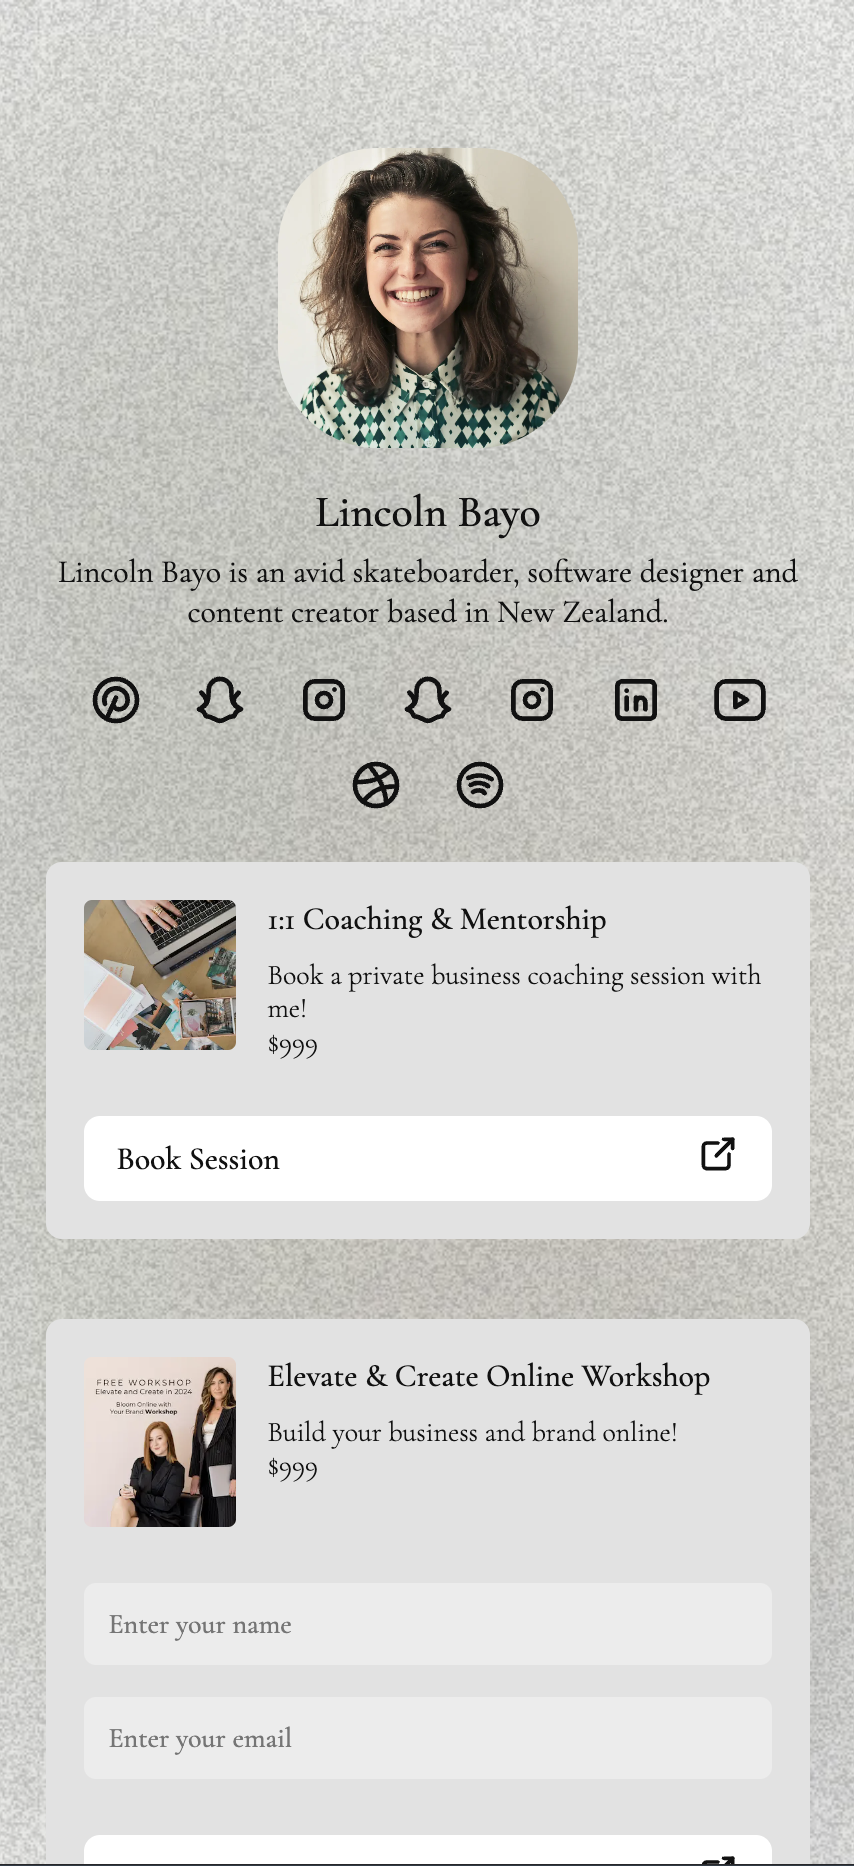 Lincoln Bayo
Lincoln Bayo is an avid skateboarder, software designer and
content creator based in New Zealand.
in
1:1 Coaching & Mentorship
Book a private business coaching session with
me!
$999
Book Session
FREE WORKSHOP
Elevate and Create in 2024
Bloom Online with
Your Brand Workshop
Elevate & Create Online Workshop
Build your business and brand online!
$999
Enter your name
Enter your email